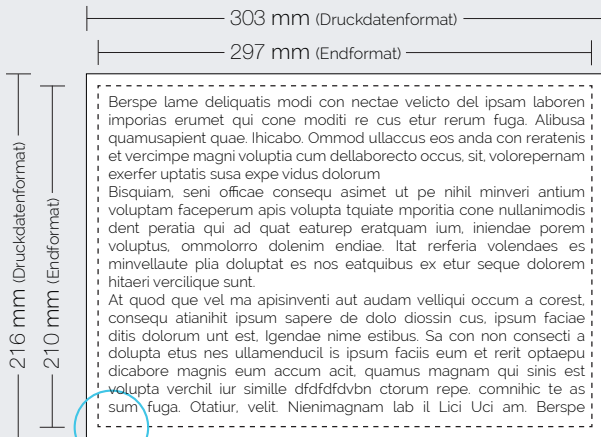 303 mm (Druckdatenformat)
297 mm (Endformat)
216 mm (Druckdatenformat)
210 mm (Endformat)
Berspe lame deliquatis modi con nectae velicto del ipsam laboren
imporias erumet qui cone moditi re cus etur rerum fuga. Alibusa
quamusapient quae. Ihicabo. Ommod ullaccus eos anda con reratenis
et vercimpe magni voluptia cum dellaborecto occus, sit, volorepernam
exerfer uptatis susa expe vidus dolorum
Bisquiam, seni officae consequ asimet ut pe nihil minveri antium
voluptam faceperum apis volupta tquiate mporitia cone nullanimodis
dent peratia qui ad quat eaturep eratquam ium, iniendae porem
voluptus, ommolorro dolenim endiae. Itat rerferia volendaes es
minvellaute plia doluptat es nos eatquibus ex etur seque dolorem
hitaeri vercilique sunt.
At quod que vel ma apisinventi aut audam velliqui occum a corest,
consequ atianihit ipsum sapere de dolo diossin cus, ipsum faciae
ditis dolorum unt est, Igendae nime estibus. Sa con non consecti a
dolupta etus nes ullamenducil is ipsum faciis eum et rerit optaepu
dicabore magnis eum accum acit, quamus magnam qui sinis est
volupta verchil iur simille dfdfdfdvbn ctorum repe. comnihic te as
sum fuga. Otatiur, velit. Nienimagnam lab il Lici Uci am. Berspe